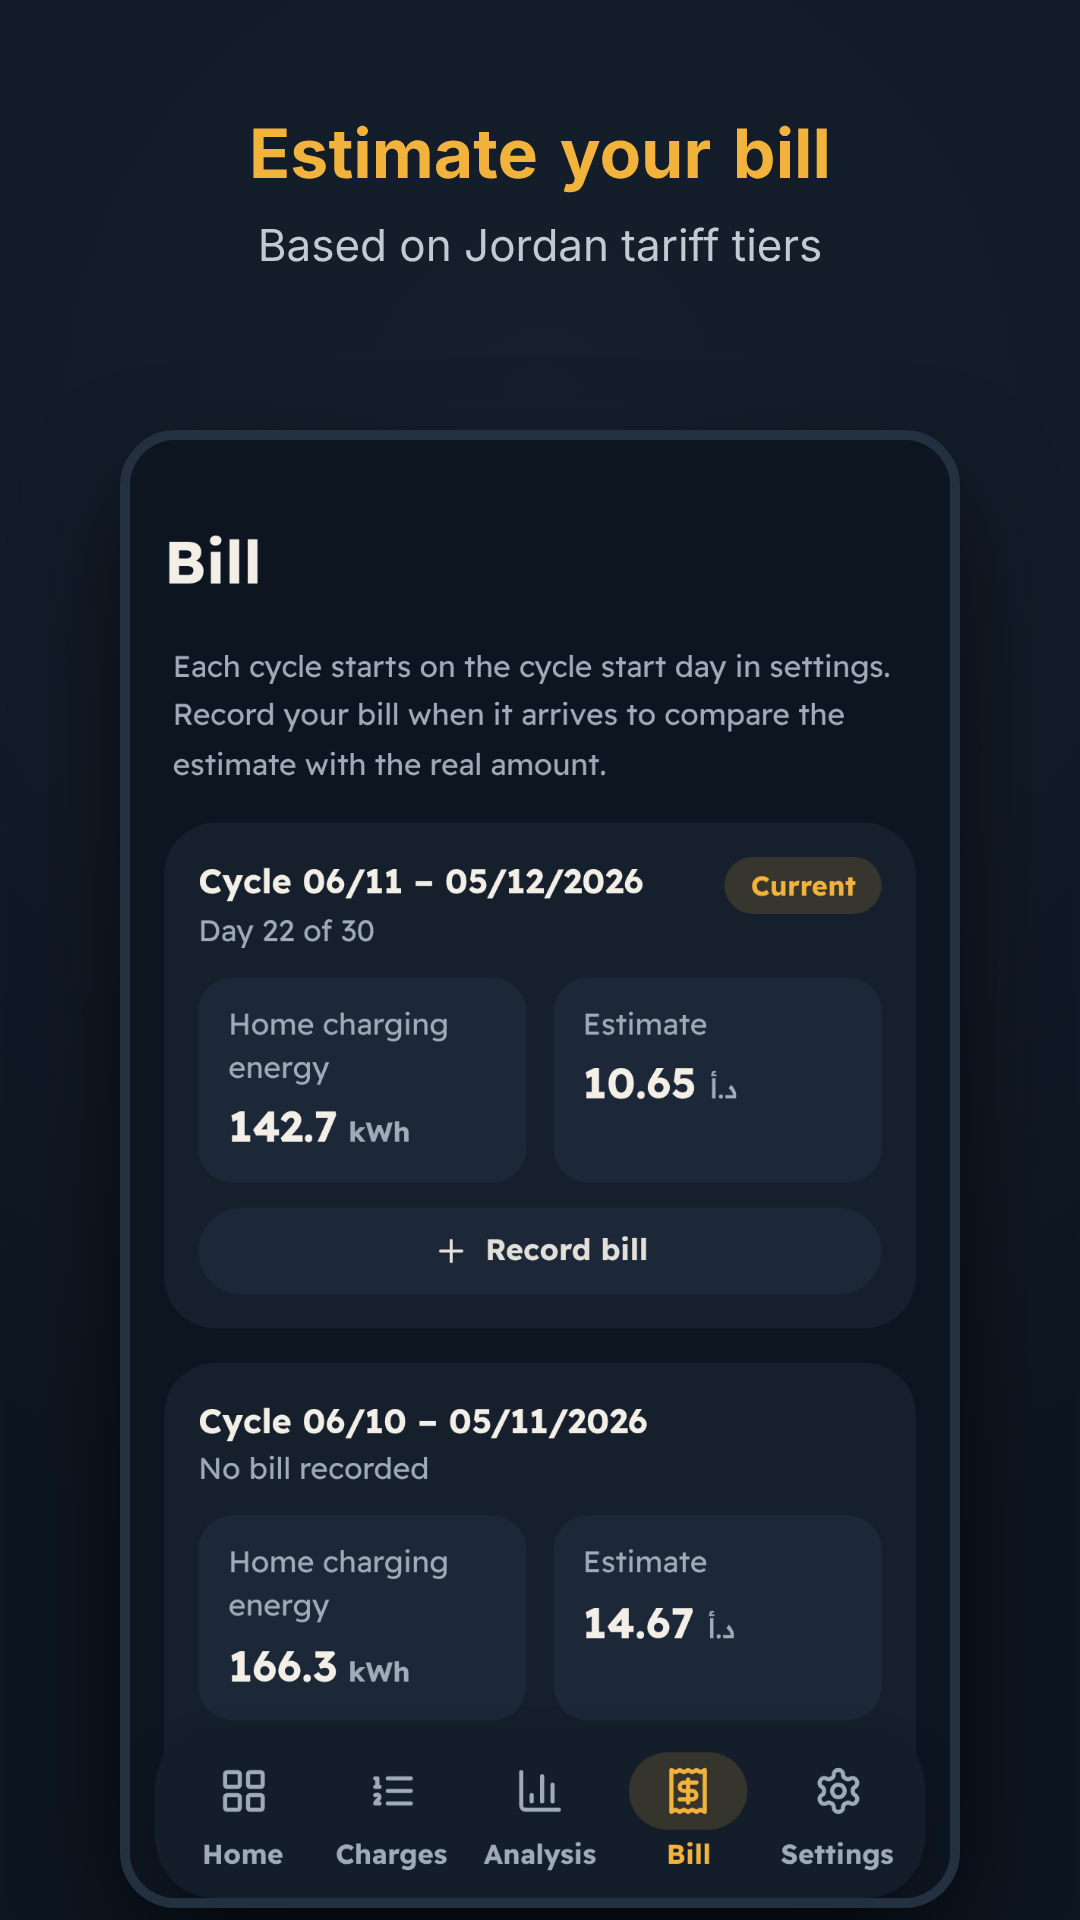 Estimate your bill
Based on Jordan tariff tiers
Bill
Each cycle starts on the cycle start day in settings.
Record your bill when it arrives to compare the
estimate with the real amount.
Cycle 06/11 – 05/12/2026
Current
Day 22 of 30
Home charging
energy
142.7 kWh
Estimate
10.65 د.أ
+ Record bill
Cycle 06/10 – 05/11/2026
No bill recorded
Home charging
energy
166.3 kWh
Estimate
14.67 د.أ
Home
Charges
Analysis
Bill
Settings